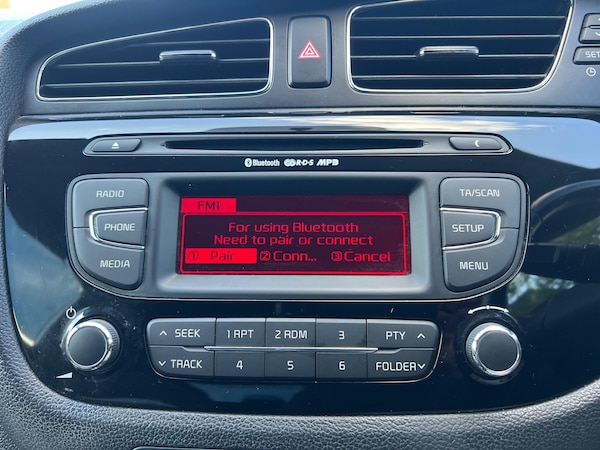 SET
Bluetooth R·D·S MP3
RADIO
PHONE
MEDIA
FM1
For using Bluetooth
Need to pair or connect
① Pair ② Conn... ③ Cancel
TA/SCAN
SETUP
MENU
SEEK
TRACK
1 RPT 2 RDM 3
4 5 6
PTY
FOLDER